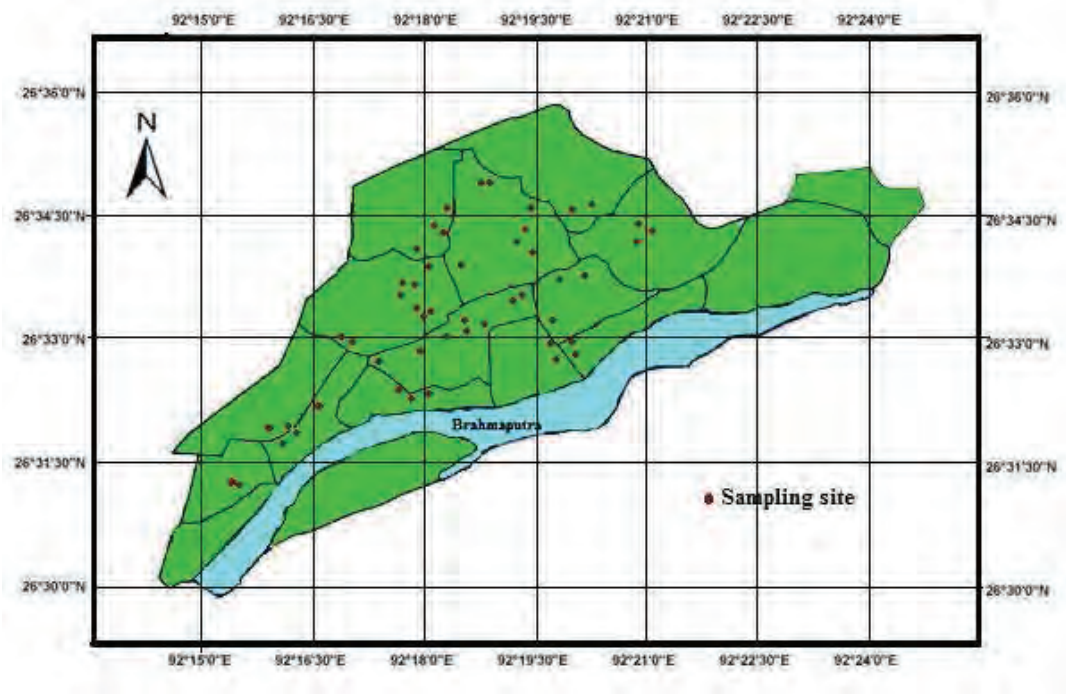 92°15'0"E 92°16'30"E 92°18'0"E 92°19'30"E 92°21'0"E 92°22'30"E 92°24'0"E
26°36'0"N 26°36'0"N
N
26°34'30"N 26°34'30"N
26°33'0"N 26°33'0"N
Brahmaputra
26°31'30"N 26°31'30"N
Sampling site
26°30'0"N 26°30'0"N
92°15'0"E 92°16'30"E 92°18'0"E 92°19'30"E 92°21'0"E 92°22'30"E 92°24'0"E